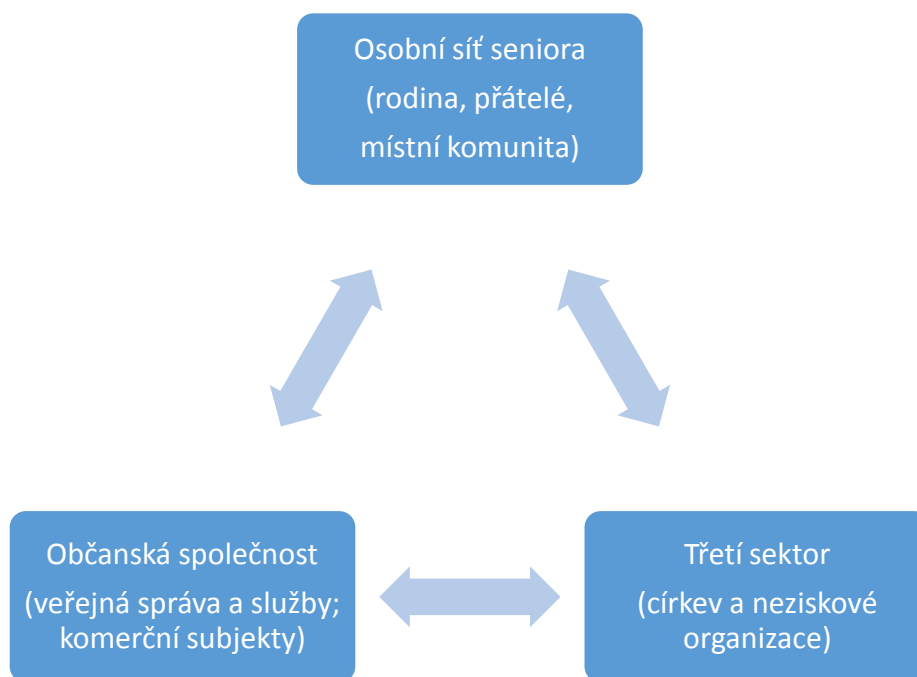 Osobní síť seniora
(rodina, přátelé,
místní komunita)
Občanská společnost
(veřejná správa a služby;
komerční subjekty)
Třetí sektor
(církev a neziskové
organizace)